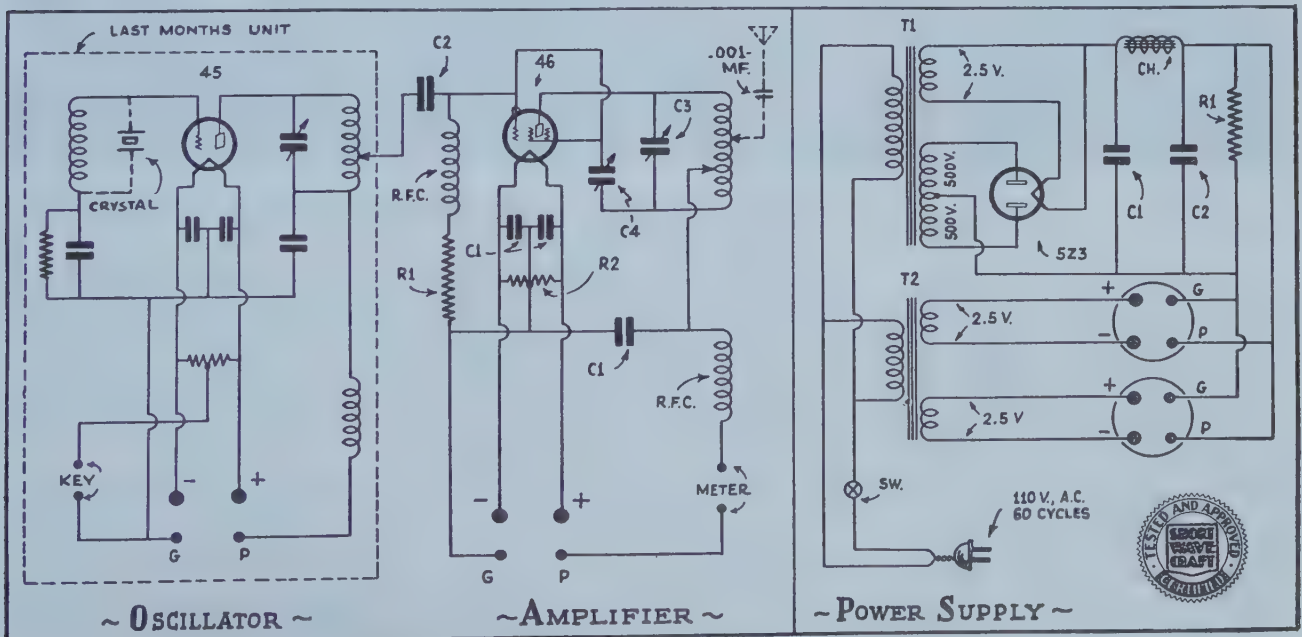 LAST MONTHS UNIT
45
CRYSTAL
KEY
-
+
G
P
~ OSCILLATOR ~
C2
46
.001-
MF.
C3
R.F.C.
C4
C1
R1
R2
C1
R.F.C.
METER
-
+
G
P
~AMPLIFIER ~
T1
2.5 V.
CH.
R1
500V.
500V.
C1
C2
5Z3
T2
+
G
2.5 V.
-
P
+
G
2.5 V
-
P
SW.
110 V., A.C.
60 CYCLES
TESTED AND APPROVED
SHORT
WAVE
CRAFT
CERTIFIED
~ POWER SUPPLY ~